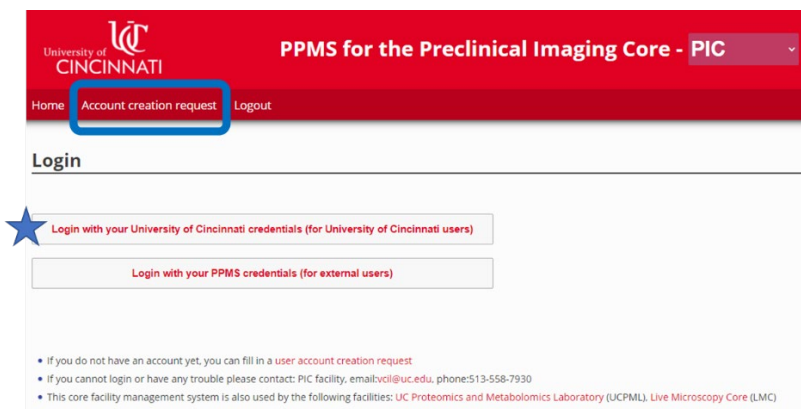 University of
CINCINNATI
PPMS for the Preclinical Imaging Core - PIC
Home Account creation request Logout
Login
Login with your University of Cincinnati credentials (for University of Cincinnati users)
Login with your PPMS credentials (for external users)
• If you do not have an account yet, you can fill in a user account creation request
• If you cannot login or have any trouble please contact: PIC facility, email:vcil@uc.edu, phone:513-558-7930
• This core facility management system is also used by the following facilities: UC Proteomics and Metabolomics Laboratory (UCPML), Live Microscopy Core (LMC)